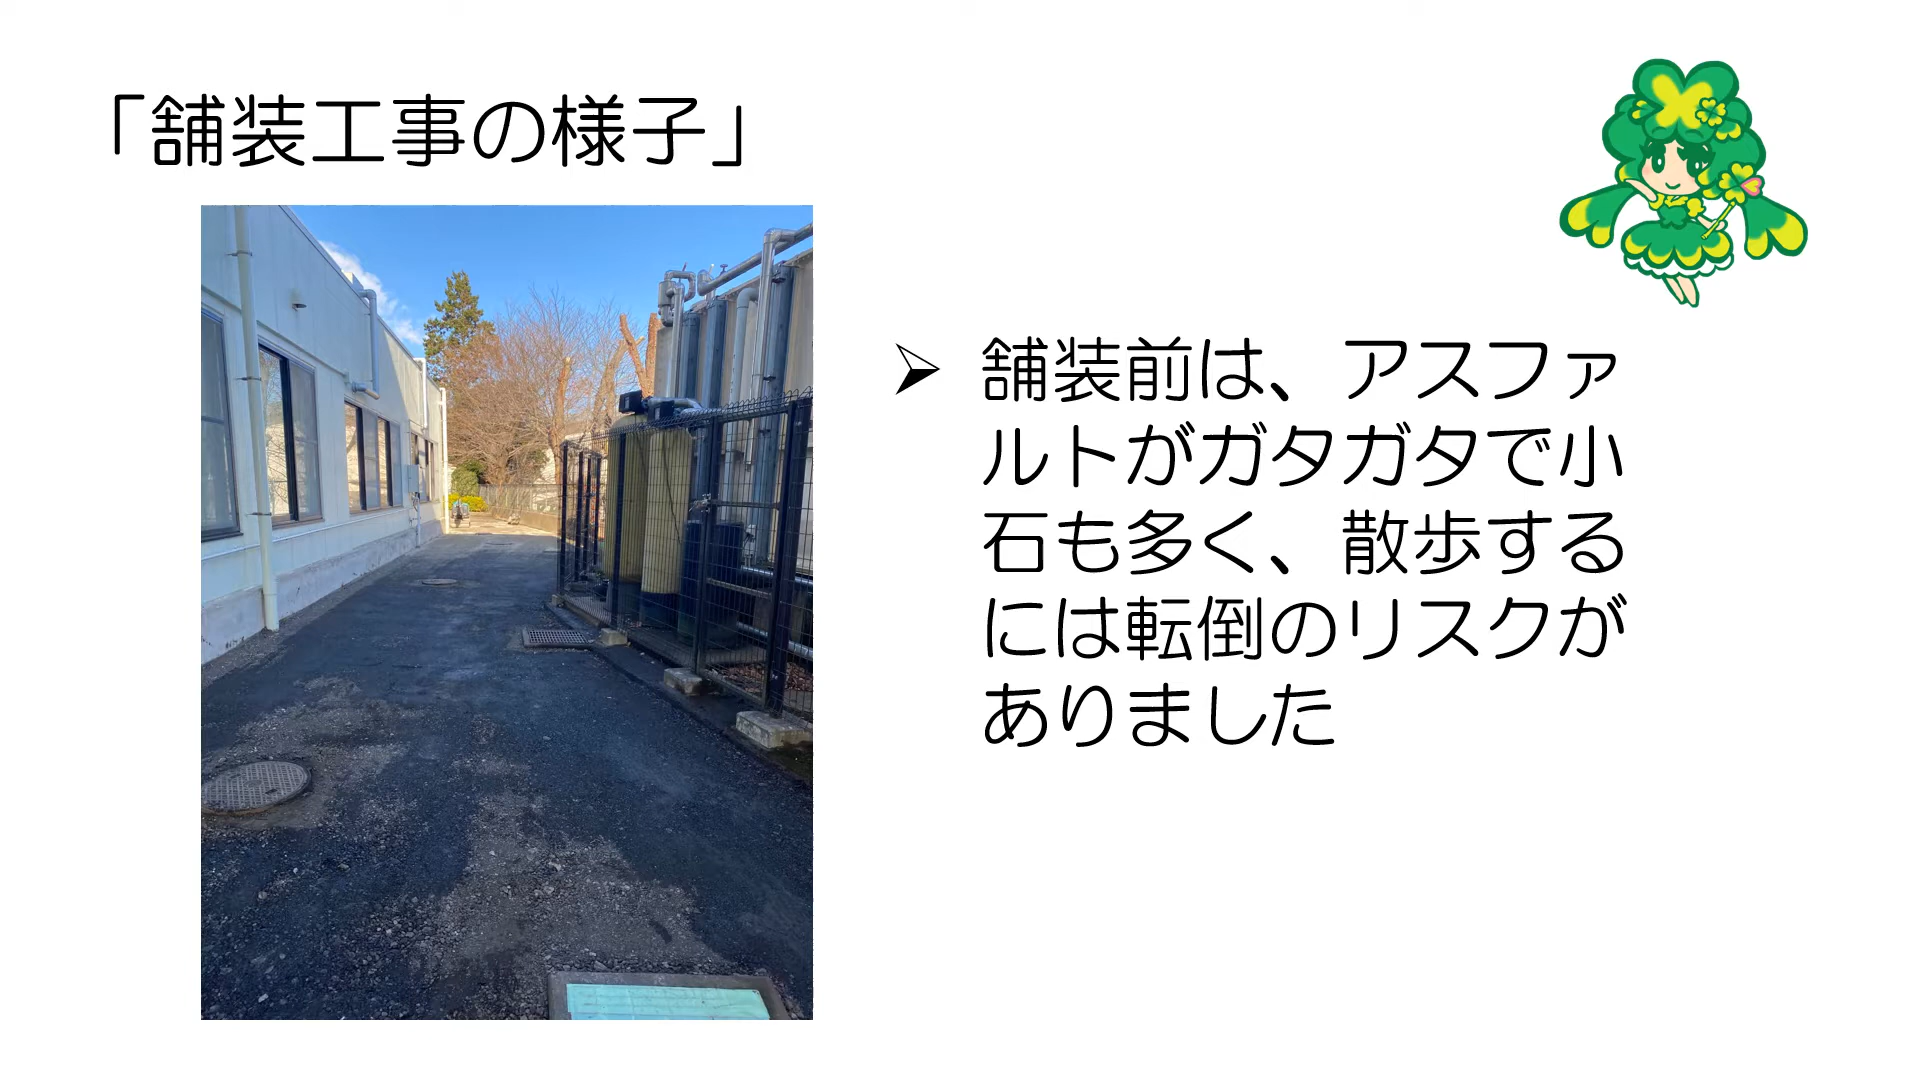 「舗装工事の様子」
➢ 舗装前は、アスファ
ルトがガタガタで小
石も多く、散歩する
には転倒のリスクが
ありました